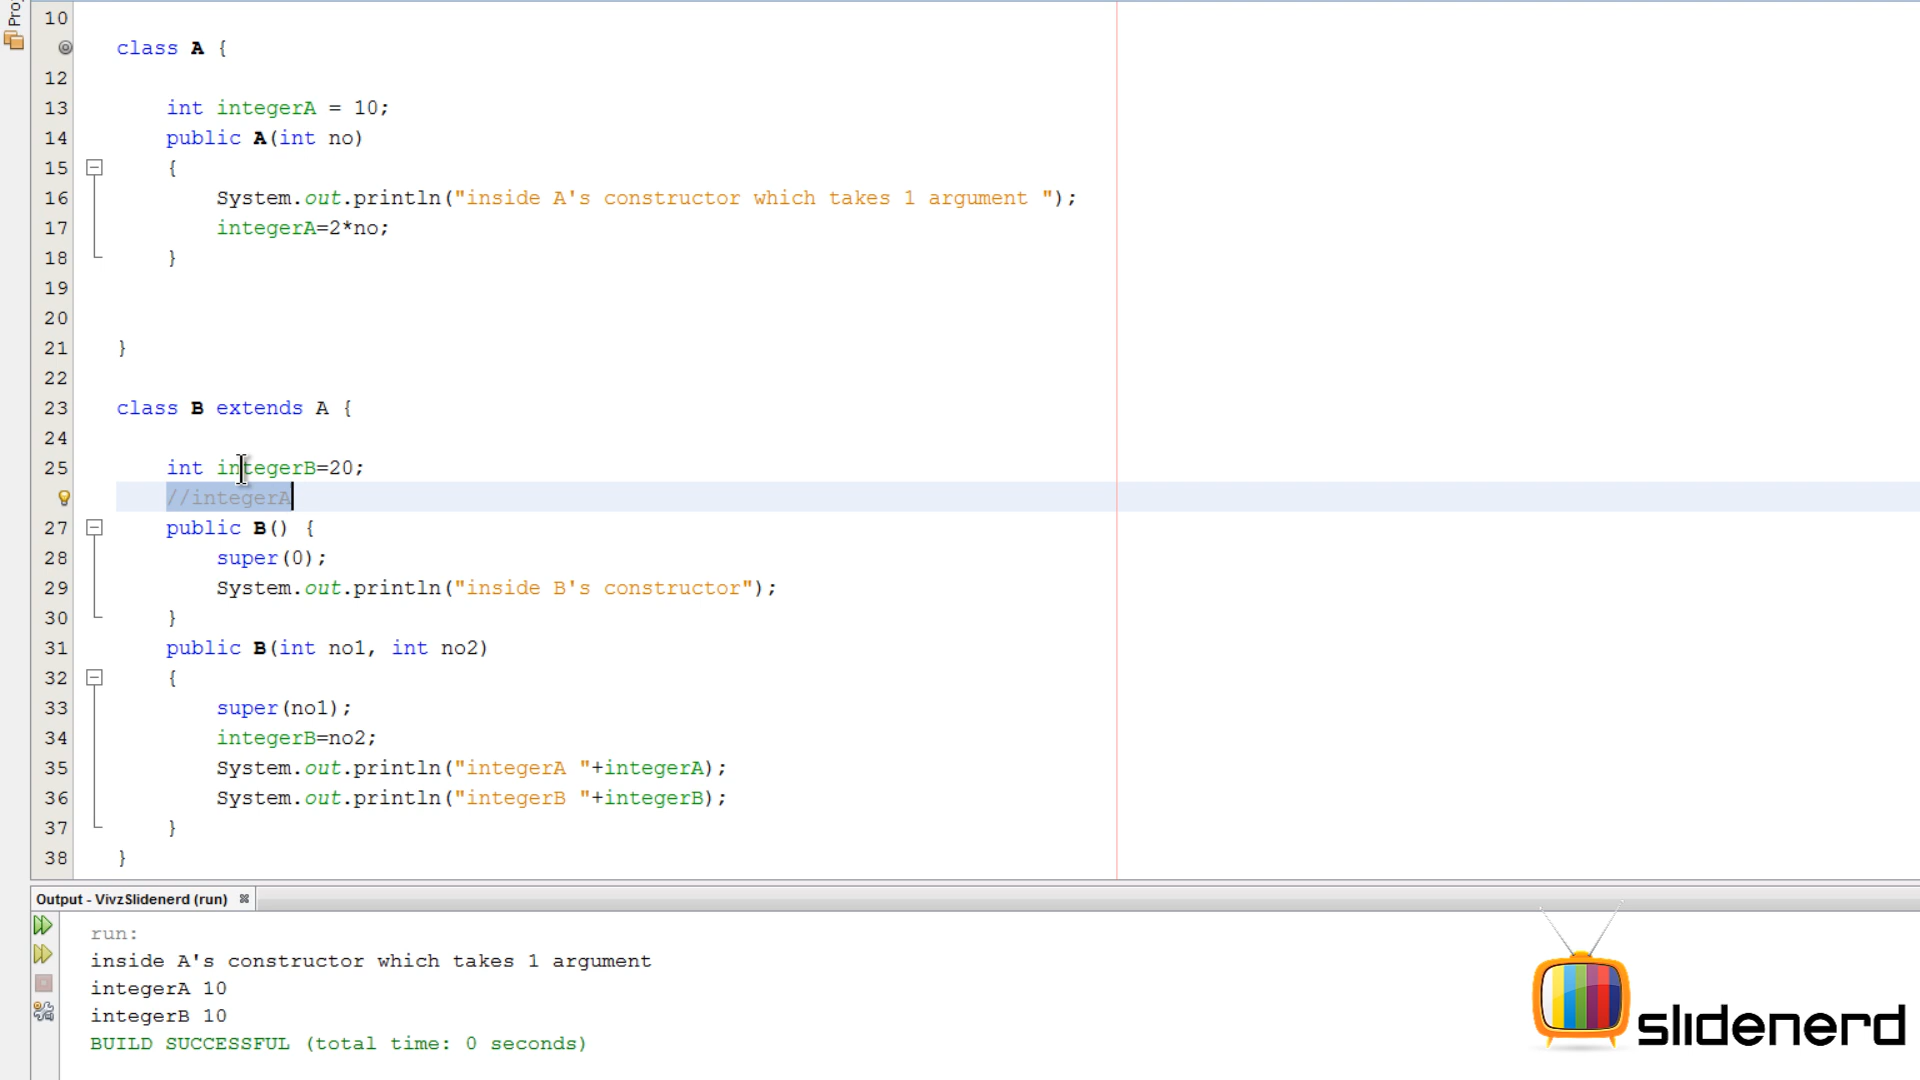 Pro
10
class A {
12
13 int integerA = 10;
14 public A(int no)
15 {
16 System.out.println("inside A's constructor which takes 1 argument ");
17 integerA=2*no;
18 }
19
20
21 }
22
23 class B extends A {
24
25 int integerB=20;
//integerA
27 public B() {
28 super(0);
29 System.out.println("inside B's constructor");
30 }
31 public B(int no1, int no2)
32 {
33 super(no1);
34 integerB=no2;
35 System.out.println("integerA "+integerA);
36 System.out.println("integerB "+integerB);
37 }
38 }
Output - VivzSlidenerd (run)
run:
inside A's constructor which takes 1 argument
integerA 10
integerB 10
BUILD SUCCESSFUL (total time: 0 seconds)
slidenerd